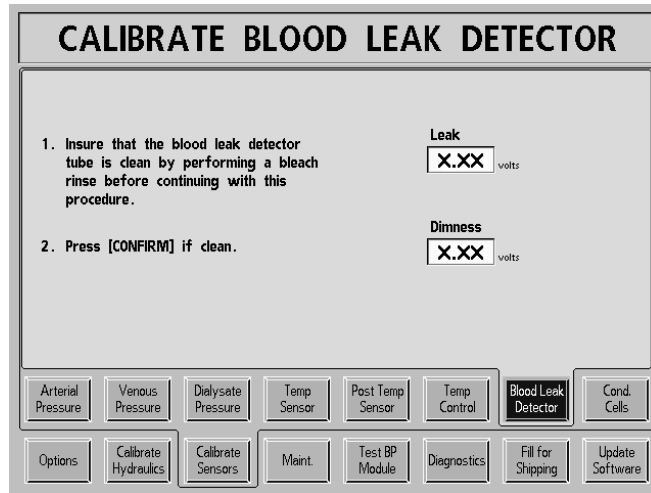 CALIBRATE BLOOD LEAK DETECTOR
1. Insure that the blood leak detector
tube is clean by performing a bleach
rinse before continuing with this
procedure.
2. Press [CONFIRM] if clean.
Leak
X.XX volts
Dimness
X.XX volts
Arterial
Pressure
Venous
Pressure
Dialysate
Pressure
Temp
Sensor
Post Temp
Sensor
Temp
Control
Blood Leak
Detector
Cond.
Cells
Options
Calibrate
Hydraulics
Calibrate
Sensors
Maint.
Test BP
Module
Diagnostics
Fill for
Shipping
Update
Software